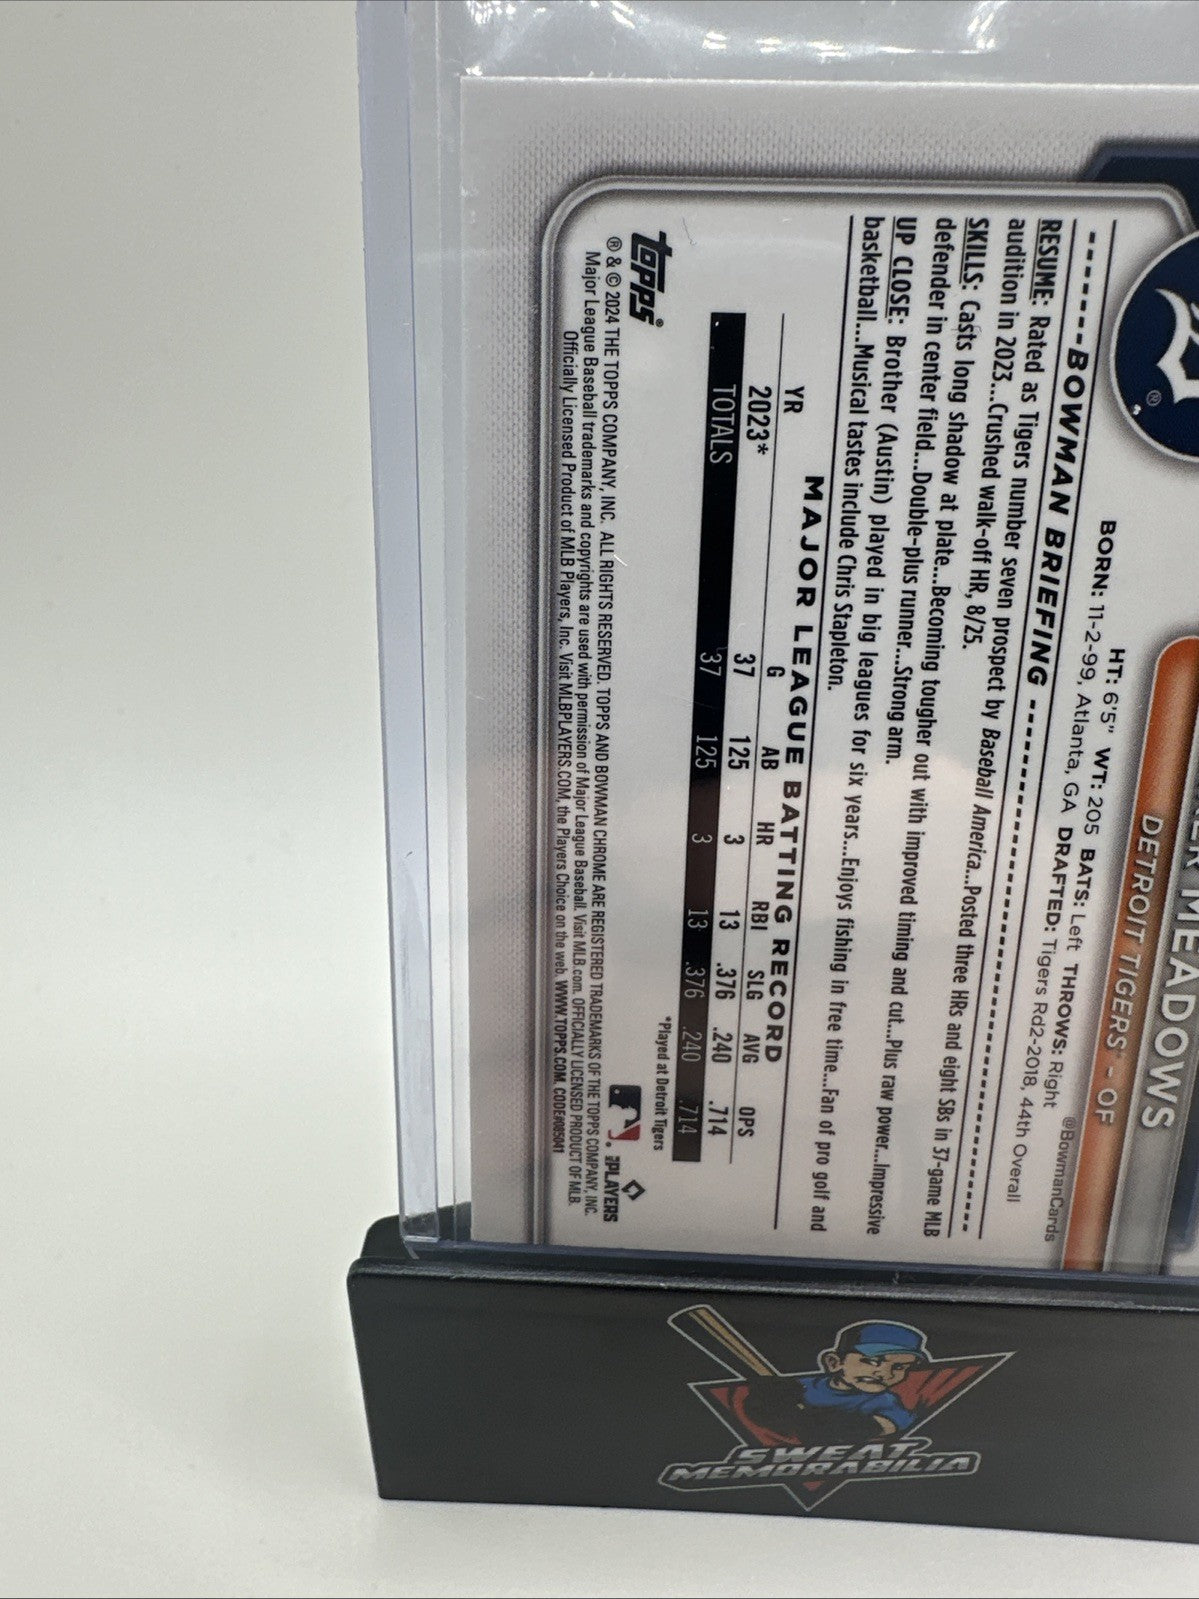 MEADOWS
DETROIT TIGERS® - OF
HT: 6'5" WT: 205 BATS: Left THROWS: Right
BORN: 11-2-99, Atlanta, GA DRAFTED: Tigers Rd2-2018, 44th Overall
@BowmanCards
BOWMAN BRIEFING
RESUME: Rated as Tigers number seven prospect by Baseball America...Posted three HRs and eight SBs in 37-game MLB
audition in 2023...Crushed walk-off HR, 8/25.
SKILLS: Casts long shadow at plate...Becoming tougher out with improved timing and cut...Plus raw power...Impressive
defender in center field...Double-plus runner...Strong arm.
UP CLOSE: Brother (Austin) played in big leagues for six years...Enjoys fishing in free time...Fan of pro golf and
basketball...Musical tastes include Chris Stapleton.
MAJOR LEAGUE BATTING RECORD
YR G AB HR RBI SLG AVG OPS
2023* 37 125 3 13 .376 .240 .714
TOTALS 37 125 3 13 .376 .240 .714
*Played at Detroit Tigers
topps®
® & © 2024 THE TOPPS COMPANY, INC. ALL RIGHTS RESERVED. TOPPS AND BOWMAN CHROME ARE REGISTERED TRADEMARKS OF THE TOPPS COMPANY, INC.
Major League Baseball trademarks and copyrights are used with permission of Major League Baseball. Visit MLB.com. OFFICIALLY LICENSED PRODUCT OF MLB.
Officially Licensed Product of MLB Players, Inc. Visit MLBPLAYERS.COM, the Players Choice on the web. WWW.TOPPS.COM. CODE#085041
PLAYERS
SWEAT
MEMORABILIA